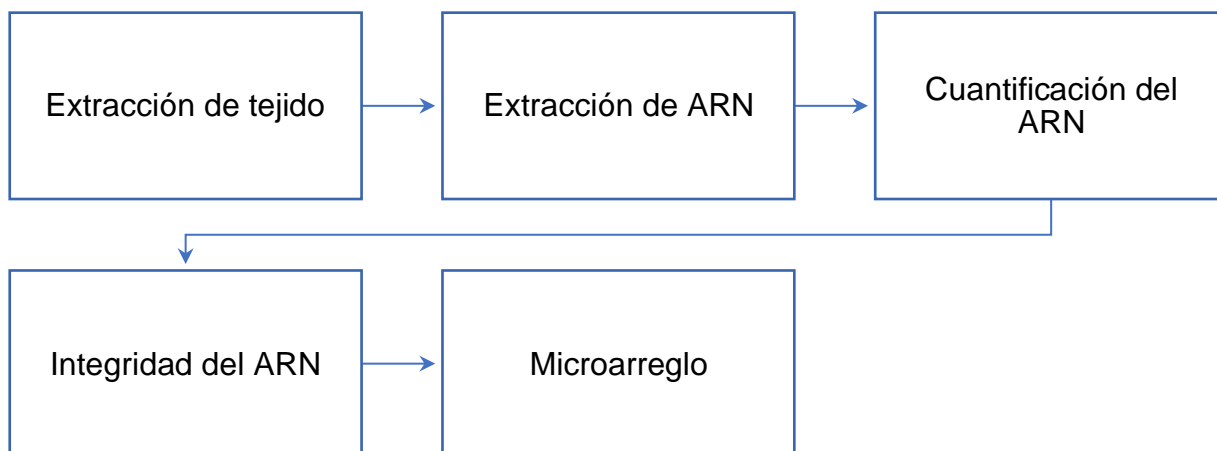 Extracción de tejido
Extracción de ARN
Cuantificación del
ARN
Integridad del ARN
Microarreglo